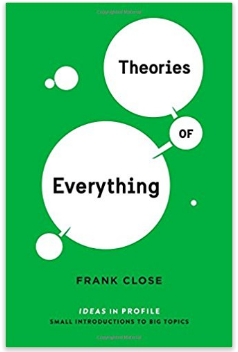 Theories
OF
Everything
FRANK CLOSE
IDEAS IN PROFILE
SMALL INTRODUCTIONS TO BIG TOPICS